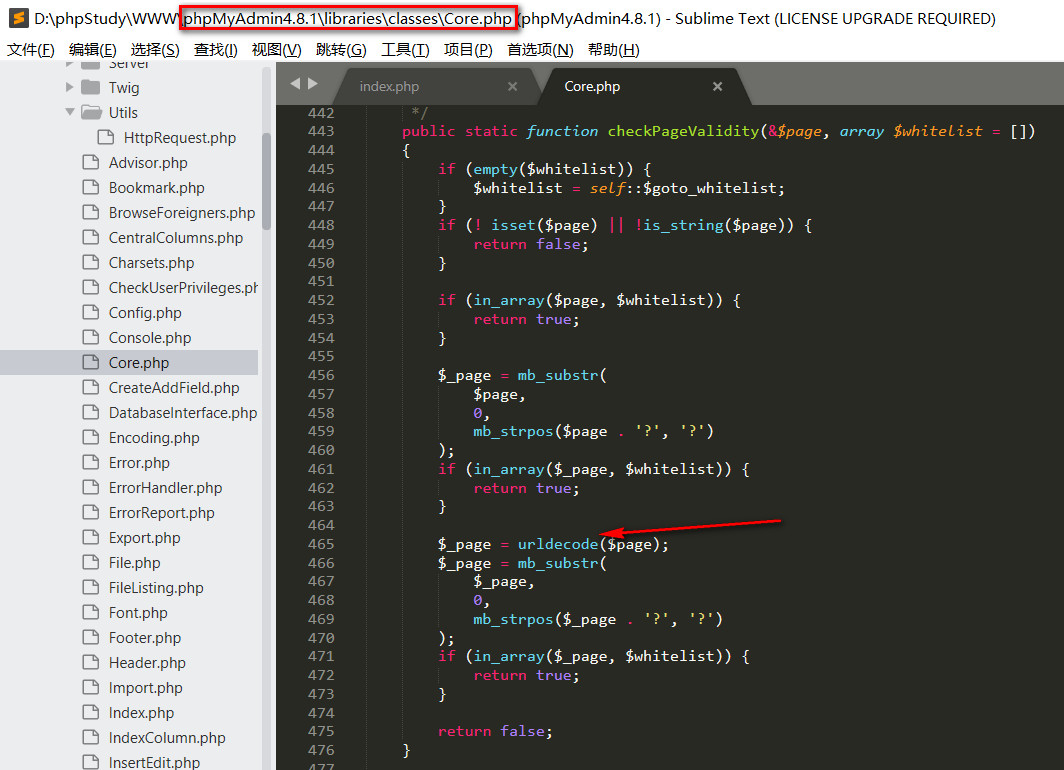 D:\phpStudy\WWW\phpMyAdmin4.8.1\libraries\classes\Core.php (phpMyAdmin4.8.1) - Sublime Text (LICENSE UPGRADE REQUIRED)
文件(F) 编辑(E) 选择(S) 查找(I) 视图(V) 跳转(G) 工具(T) 项目(P) 首选项(N) 帮助(H)
Server
Twig
Utils
HttpRequest.php
Advisor.php
Bookmark.php
BrowseForeigners.php
CentralColumns.php
Charsets.php
CheckUserPrivileges.ph
Config.php
Console.php
Core.php
CreateAddField.php
DatabaseInterface.php
Encoding.php
Error.php
ErrorHandler.php
ErrorReport.php
Export.php
File.php
FileListing.php
Font.php
Footer.php
Header.php
Import.php
Index.php
IndexColumn.php
InsertEdit.php
index.php Core.php
442 */
443 public static function checkPageValidity(&$page, array $whitelist = [])
444 {
445 if (empty($whitelist)) {
446 $whitelist = self::$goto_whitelist;
447 }
448 if (! isset($page) || !is_string($page)) {
449 return false;
450 }
451
452 if (in_array($page, $whitelist)) {
453 return true;
454 }
455
456 $_page = mb_substr(
457 $page,
458 0,
459 mb_strpos($page . '?', '?')
460 );
461 if (in_array($_page, $whitelist)) {
462 return true;
463 }
464
465 $_page = urldecode($page);
466 $_page = mb_substr(
467 $_page,
468 0,
469 mb_strpos($_page . '?', '?')
470 );
471 if (in_array($_page, $whitelist)) {
472 return true;
473 }
474
475 return false;
476 }
477